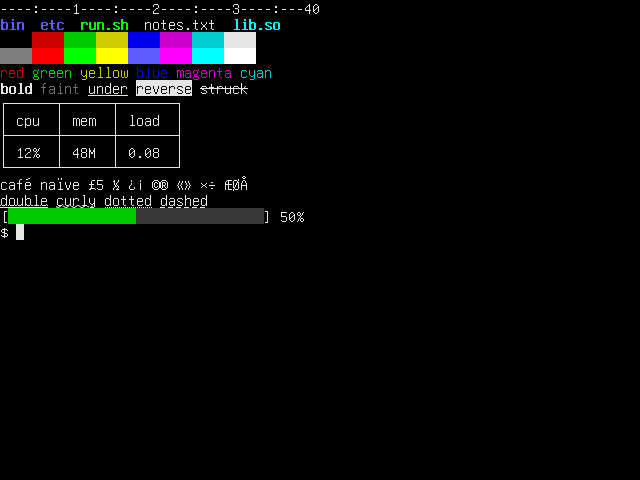 ----:----1----:----2----:----3----:---40
bin  etc  run.sh  notes.txt  lib.so
red green yellow blue magenta cyan
bold faint under reverse struck
cpu mem load
12% 48M 0.08
café naïve £5 ½ ¿¡ ©® «» ×÷ ÆØÅ
double curly dotted dashed
[ ] 50%
$